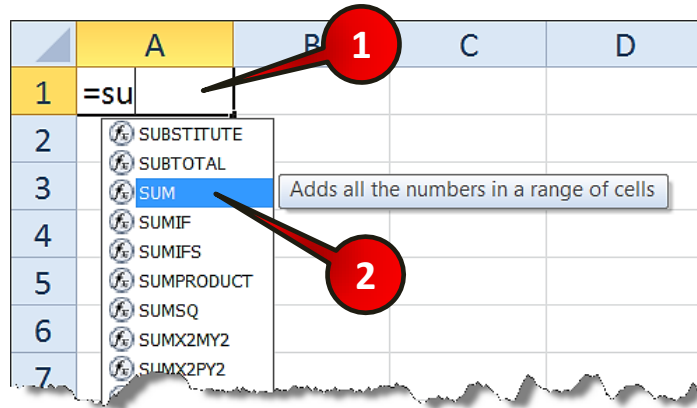 A B C D
1
1 =su
2 SUBSTITUTE
SUBTOTAL
3 SUM Adds all the numbers in a range of cells
SUMIF
4
SUMIFS
5 SUMPRODUCT
2
SUMSQ
6 SUMX2MY2
7 SUMX2PY2